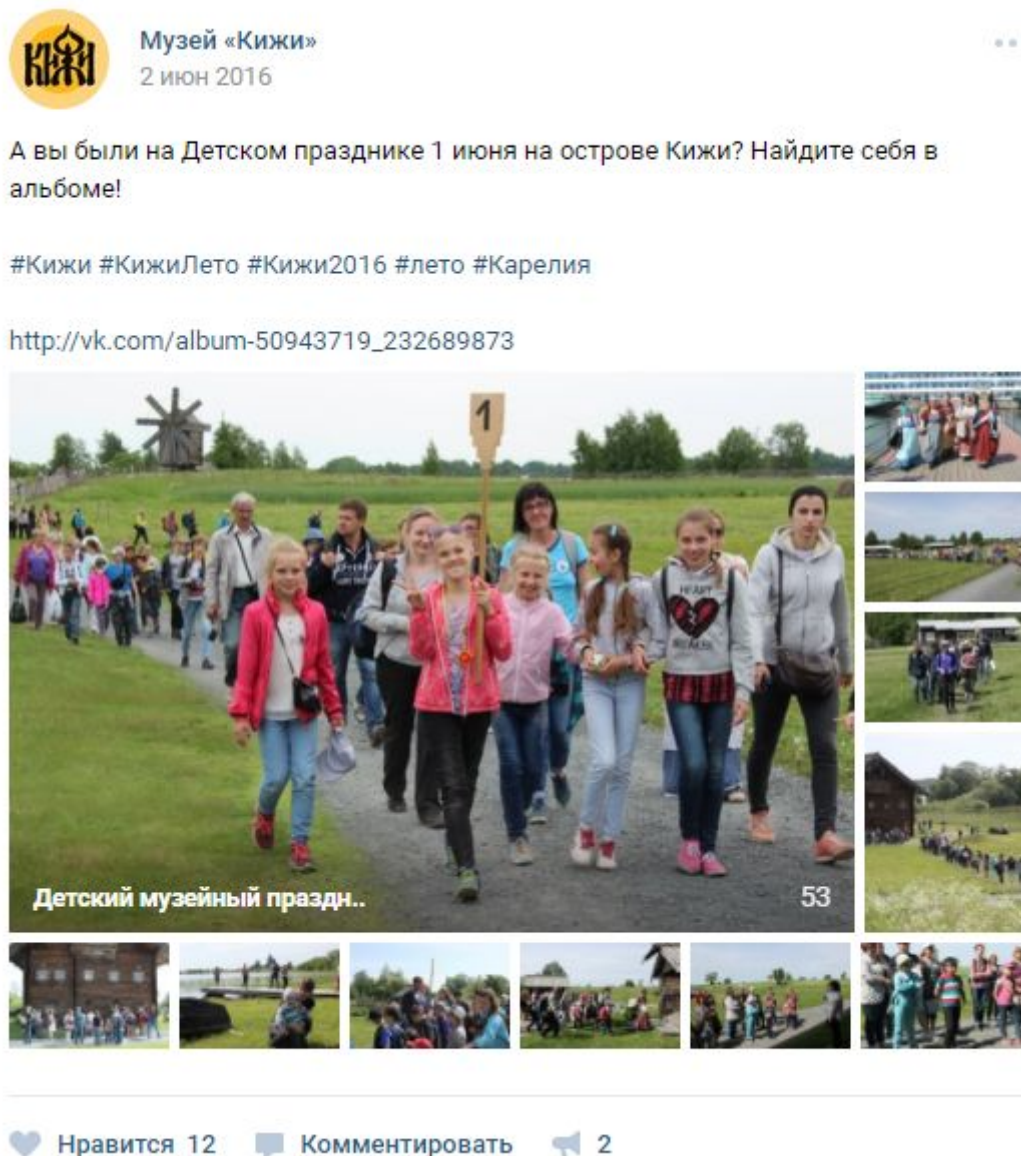 КИЖИ
Музей «Кижи»
2 июн 2016
А вы были на Детском празднике 1 июня на острове Кижи? Найдите себя в
альбоме!
#Кижи #КижиЛето #Кижи2016 #лето #Карелия
http://vk.com/album-50943719_232689873
1
HEART
BREAKER
Детский музейный праздн..
53
Нравится 12
Комментировать
2